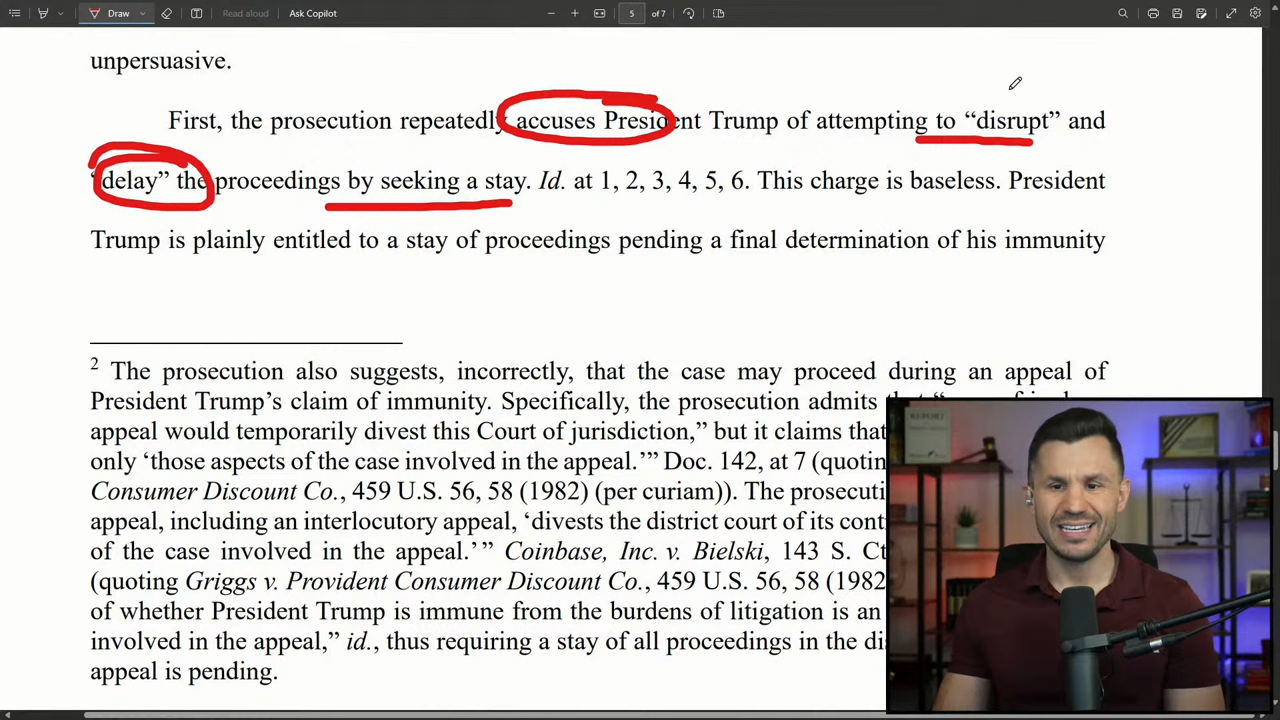 Draw
Read aloud
Ask Copilot
5 of 7
unpersuasive.
First, the prosecution repeatedly accuses President Trump of attempting to “disrupt” and
“delay” the proceedings by seeking a stay. Id. at 1, 2, 3, 4, 5, 6. This charge is baseless. President
Trump is plainly entitled to a stay of proceedings pending a final determination of his immunity
2 The prosecution also suggests, incorrectly, that the case may proceed during an appeal of
President Trump’s claim of immunity. Specifically, the prosecution admits
appeal would temporarily divest this Court of jurisdiction,” but it claims that
only ‘those aspects of the case involved in the appeal.’” Doc. 142, at 7 (quoting
Consumer Discount Co., 459 U.S. 56, 58 (1982) (per curiam)). The
appeal, including an interlocutory appeal, ‘divests the district court of its
of the case involved in the appeal.’ ” Coinbase, Inc. v. Bielski, 143 S. Ct
(quoting Griggs v. Provident Consumer Discount Co., 459 U.S. 56, 58 (1982
of whether President Trump is immune from the burdens of litigation is an
involved in the appeal,” id., thus requiring a stay of all proceedings in the
appeal is pending.
REPORT